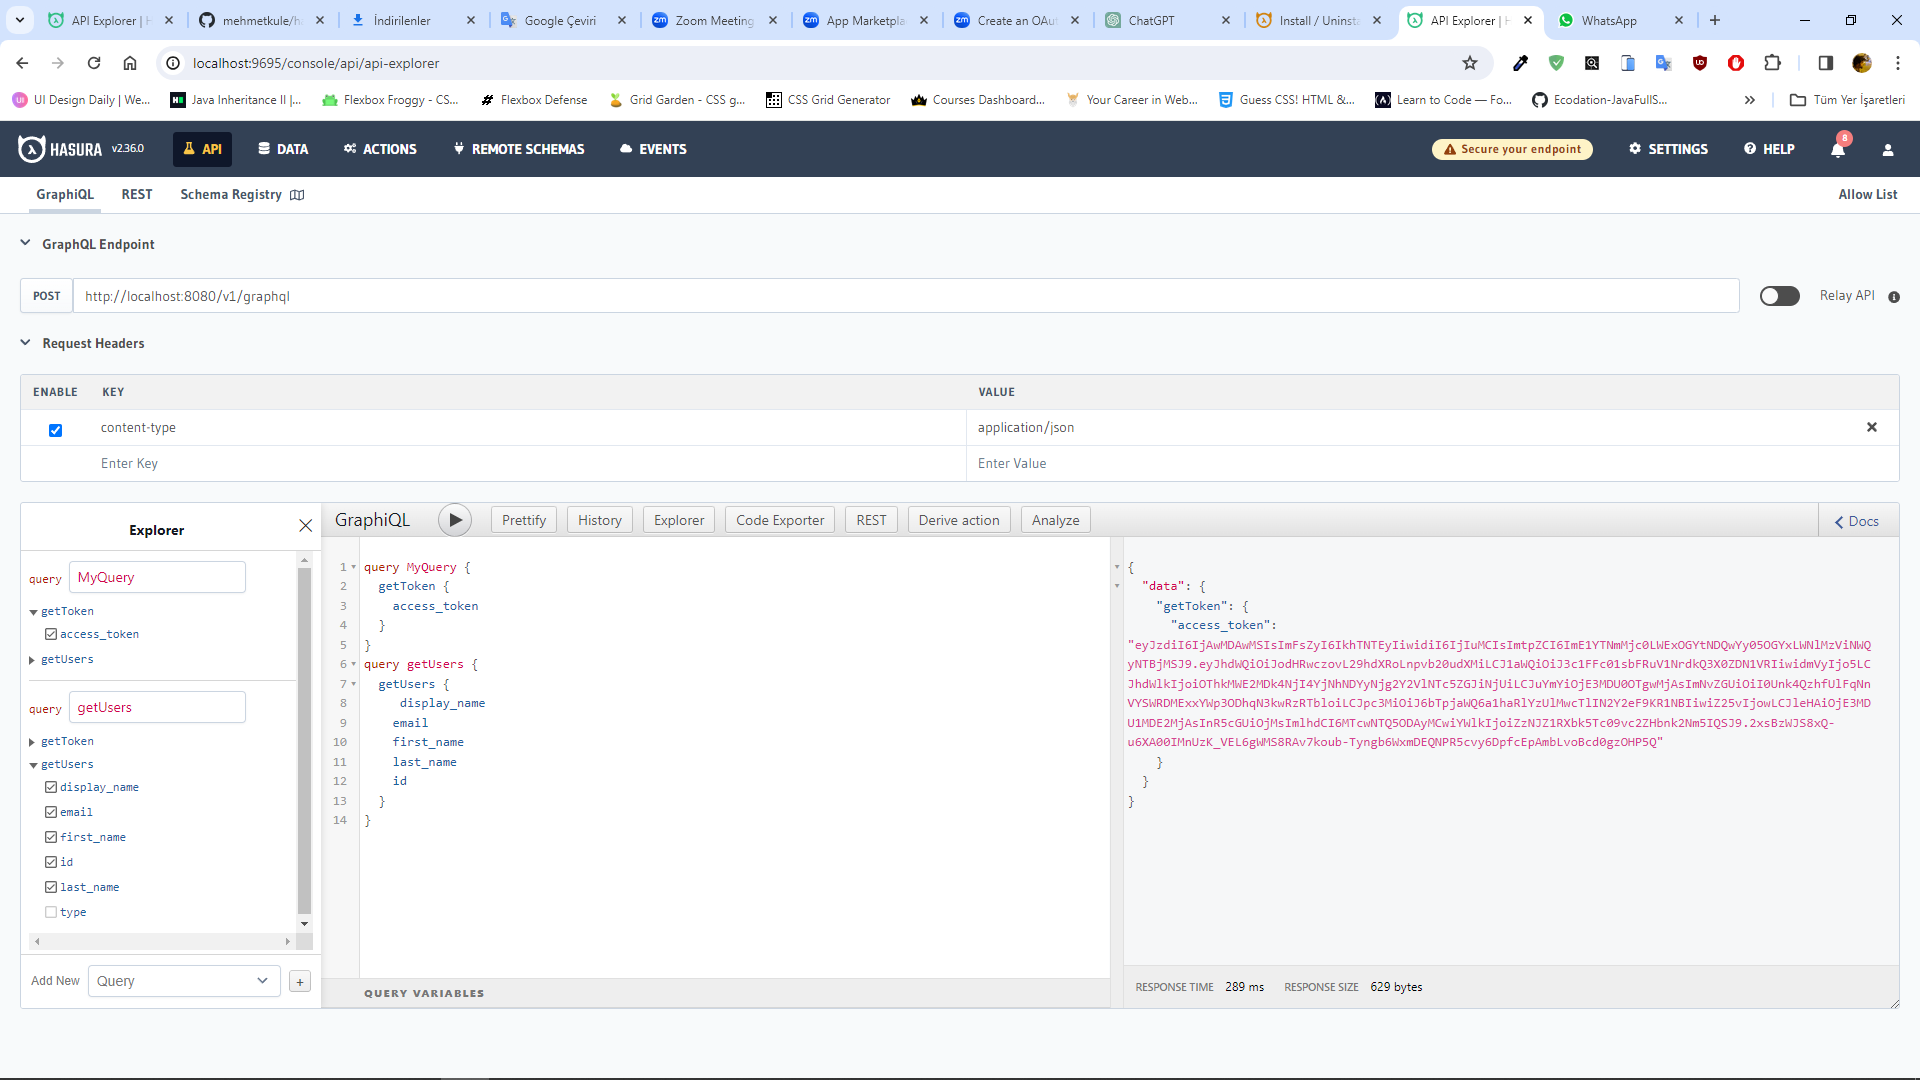 API Explorer | H
mehmetkule/ha
İndirilenler
Google Çeviri
Zoom Meeting
App Marketpla
Create an OAut
ChatGPT
Install / Uninsta
API Explorer | H
WhatsApp
localhost:9695/console/api/api-explorer
UI Design Daily | We...
Java Inheritance II |...
Flexbox Froggy - CS...
Flexbox Defense
Grid Garden - CSS g...
CSS Grid Generator
Courses Dashboard...
Your Career in Web...
Guess CSS! HTML &...
Learn to Code — Fo...
Ecodation-JavaFullS...
Tüm Yer İşaretleri
HASURA v2.36.0
API
DATA
ACTIONS
REMOTE SCHEMAS
EVENTS
Secure your endpoint
SETTINGS
HELP
8
GraphiQL
REST
Schema Registry
Allow List
GraphQL Endpoint
POST
http://localhost:8080/v1/graphql
Relay API
Request Headers
ENABLE KEY VALUE
content-type application/json
Enter Key Enter Value
Explorer
query MyQuery
getToken
access_token
getUsers
query getUsers
getToken
getUsers
display_name
email
first_name
id
last_name
type
Add New Query +
GraphiQL
Prettify
History
Explorer
Code Exporter
REST
Derive action
Analyze
Docs
1 query MyQuery {
2 getToken {
3 access_token
4 }
5 }
6 query getUsers {
7 getUsers {
8 display_name
9 email
10 first_name
11 last_name
12 id
13 }
14 }
QUERY VARIABLES
{
"data": {
"getToken": {
"access_token":
}
}
}
RESPONSE TIME 289 ms RESPONSE SIZE 629 bytes